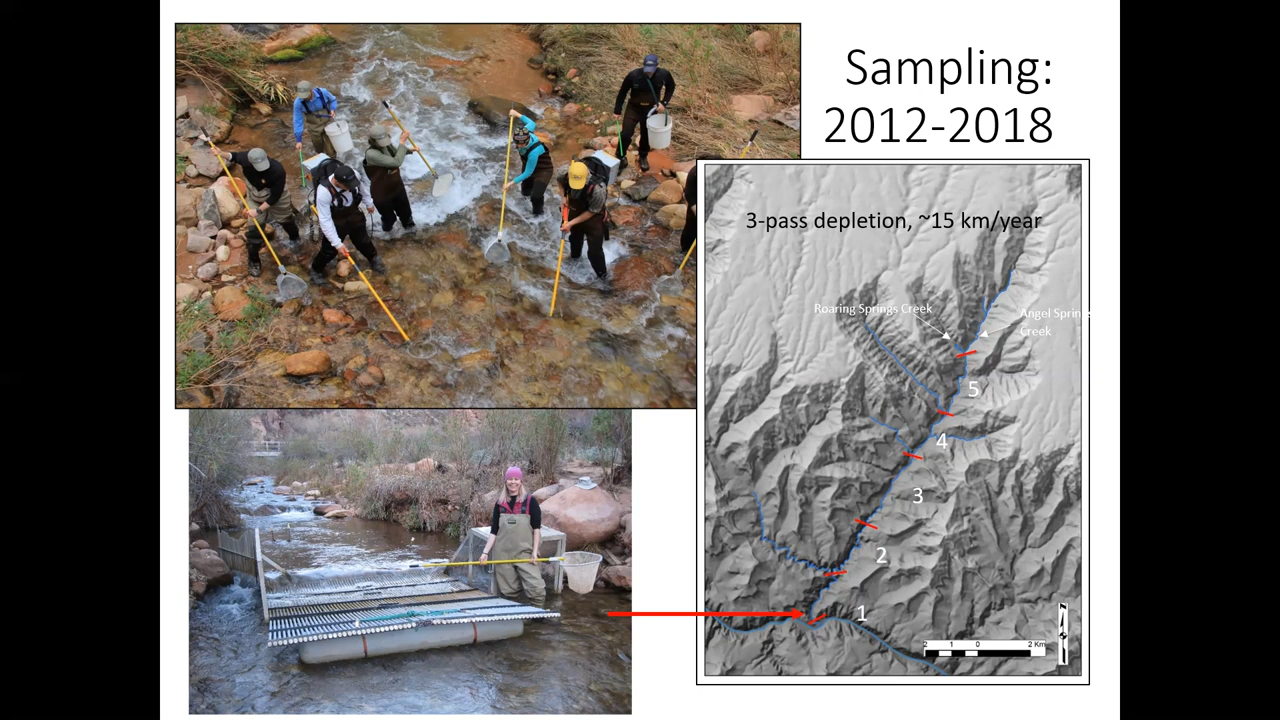 Sampling:
2012-2018
3-pass depletion, ~15 km/year
Roaring Springs Creek
Angel Springs
Creek
5
4
3
2
1
2 1 0 2 Km